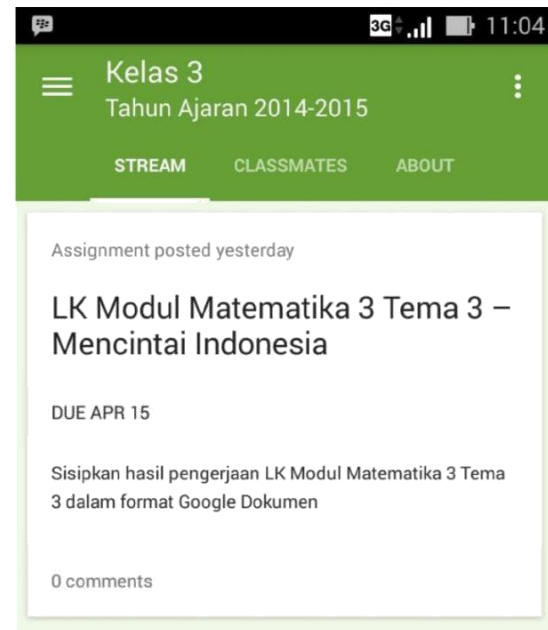 3G 11:04
Kelas 3
Tahun Ajaran 2014-2015
STREAM CLASSMATES ABOUT
Assignment posted yesterday
LK Modul Matematika 3 Tema 3 –
Mencintai Indonesia
DUE APR 15
Sisipkan hasil pengerjaan LK Modul Matematika 3 Tema
3 dalam format Google Dokumen
0 comments